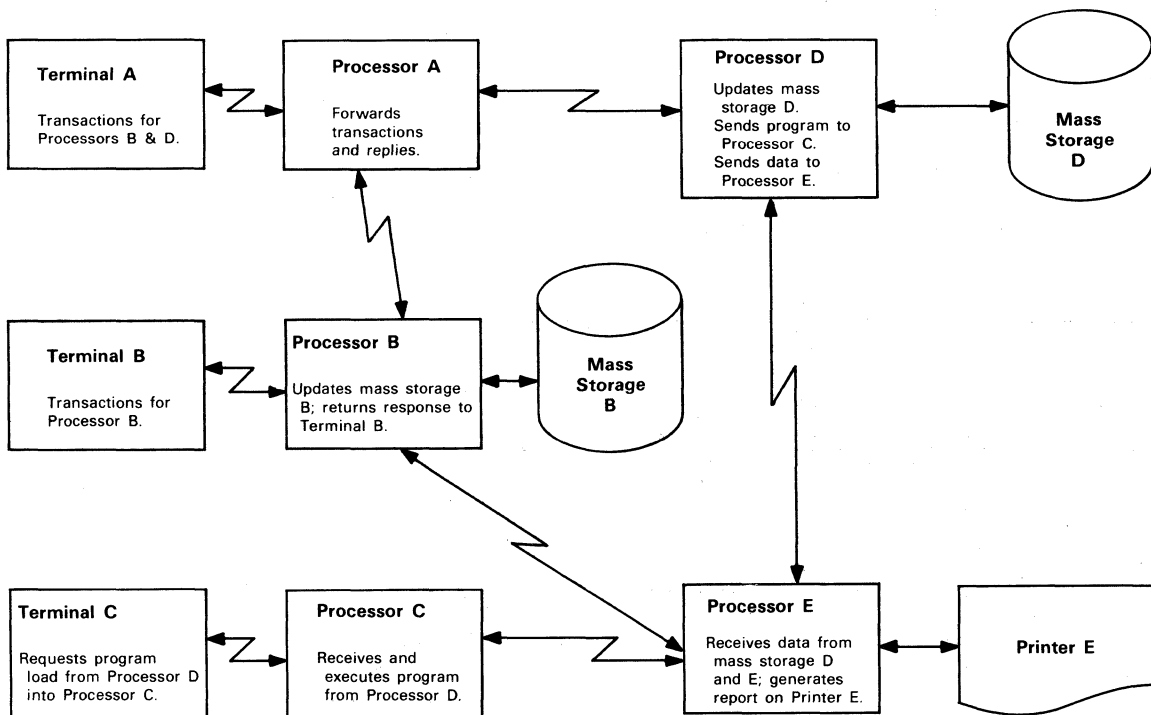 Terminal A
Transactions for
Processors B & D.
Processor A
Forwards
transactions
and replies.
Processor D
Updates mass
storage D.
Sends program to
Processor C.
Sends data to
Processor E.
Mass
Storage
D
Terminal B
Transactions for
Processor B.
Processor B
Updates mass storage
B; returns response to
Terminal B.
Mass
Storage
B
Terminal C
Requests program
load from Processor D
into Processor C.
Processor C
Receives and
executes program
from Processor D.
Processor E
Receives data from
mass storage D
and E; generates
report on Printer E.
Printer E